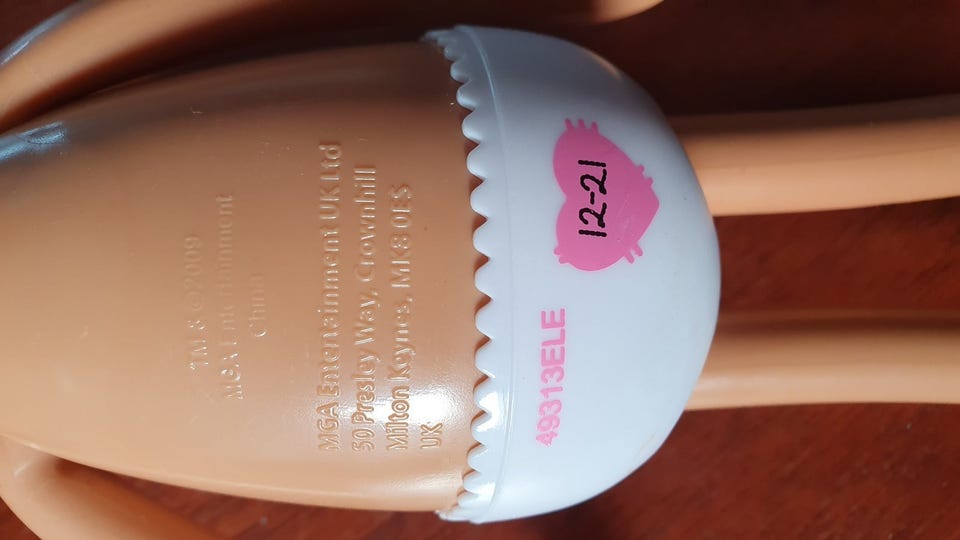 TM & ©2009
MGA Entertainment
China
MGA Entertainment UK Ltd
50 Presley Way, Crownhill
Milton Keynes, MK8 0ES
UK
12-21
49313ELE